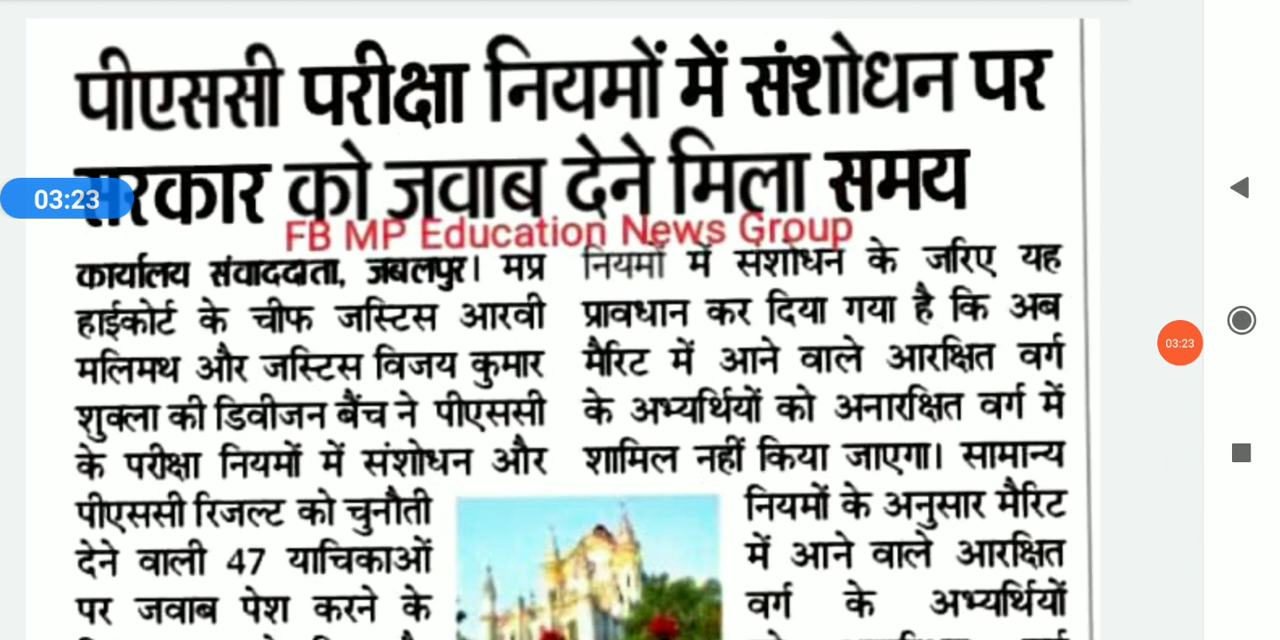 पीएससी परीक्षा नियमों में संशोधन पर
सरकार को जवाब देने मिला समय
03:23
FB MP Education News Group
कार्यालय संवाददाता, जबलपुर। मप्र
हाईकोर्ट के चीफ जस्टिस आरवी
मलिमथ और जस्टिस विजय कुमार
शुक्ला की डिवीजन बैंच ने पीएससी
के परीक्षा नियमों में संशोधन और
पीएससी रिजल्ट को चुनौती
देने वाली 47 याचिकाओं
पर जवाब पेश करने के
नियमों में संशोधन के जरिए यह
प्रावधान कर दिया गया है कि अब
मैरिट में आने वाले आरक्षित वर्ग
के अभ्यर्थियों को अनारक्षित वर्ग में
शामिल नहीं किया जाएगा। सामान्य
नियमों के अनुसार मैरिट
में आने वाले आरक्षित
वर्ग के अभ्यर्थियों
03:23